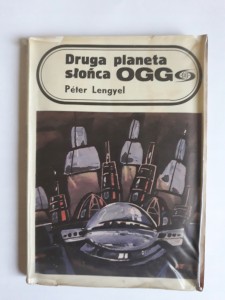 Druga planeta
słońca OGG
Péter Lengyel